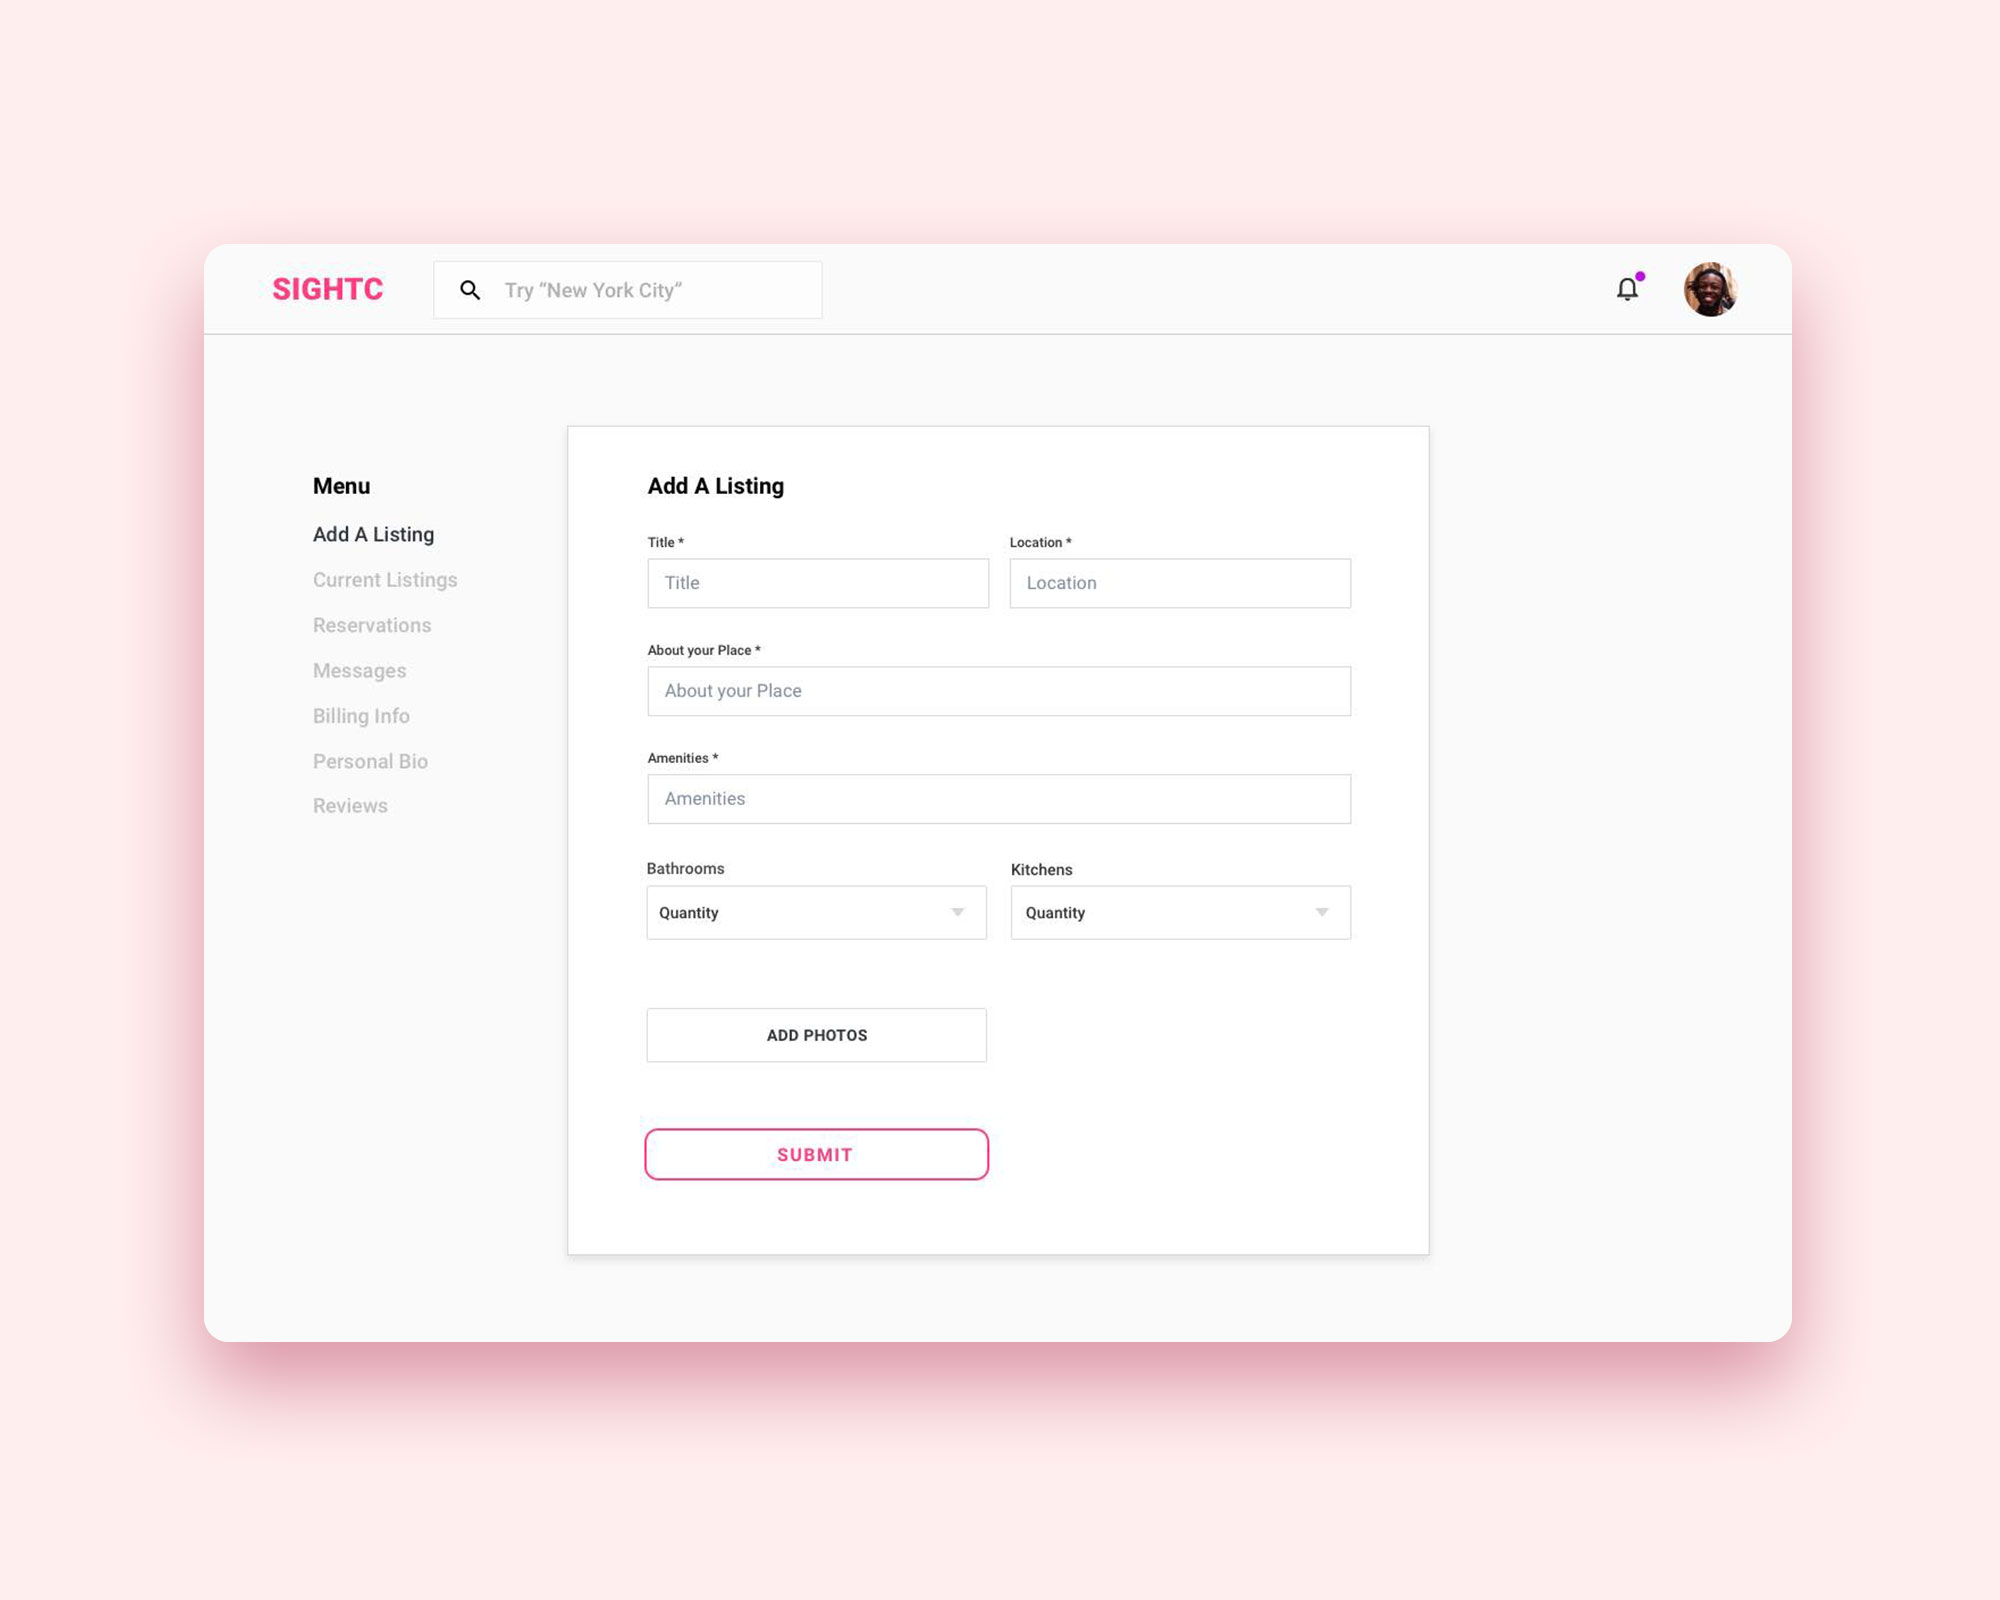 SIGHTC
Try “New York City”
Menu
Add A Listing
Current Listings
Reservations
Messages
Billing Info
Personal Bio
Reviews
Add A Listing
Title *
Location *
Title
Location
About your Place *
About your Place
Amenities *
Amenities
Bathrooms
Kitchens
Quantity
Quantity
ADD PHOTOS
SUBMIT